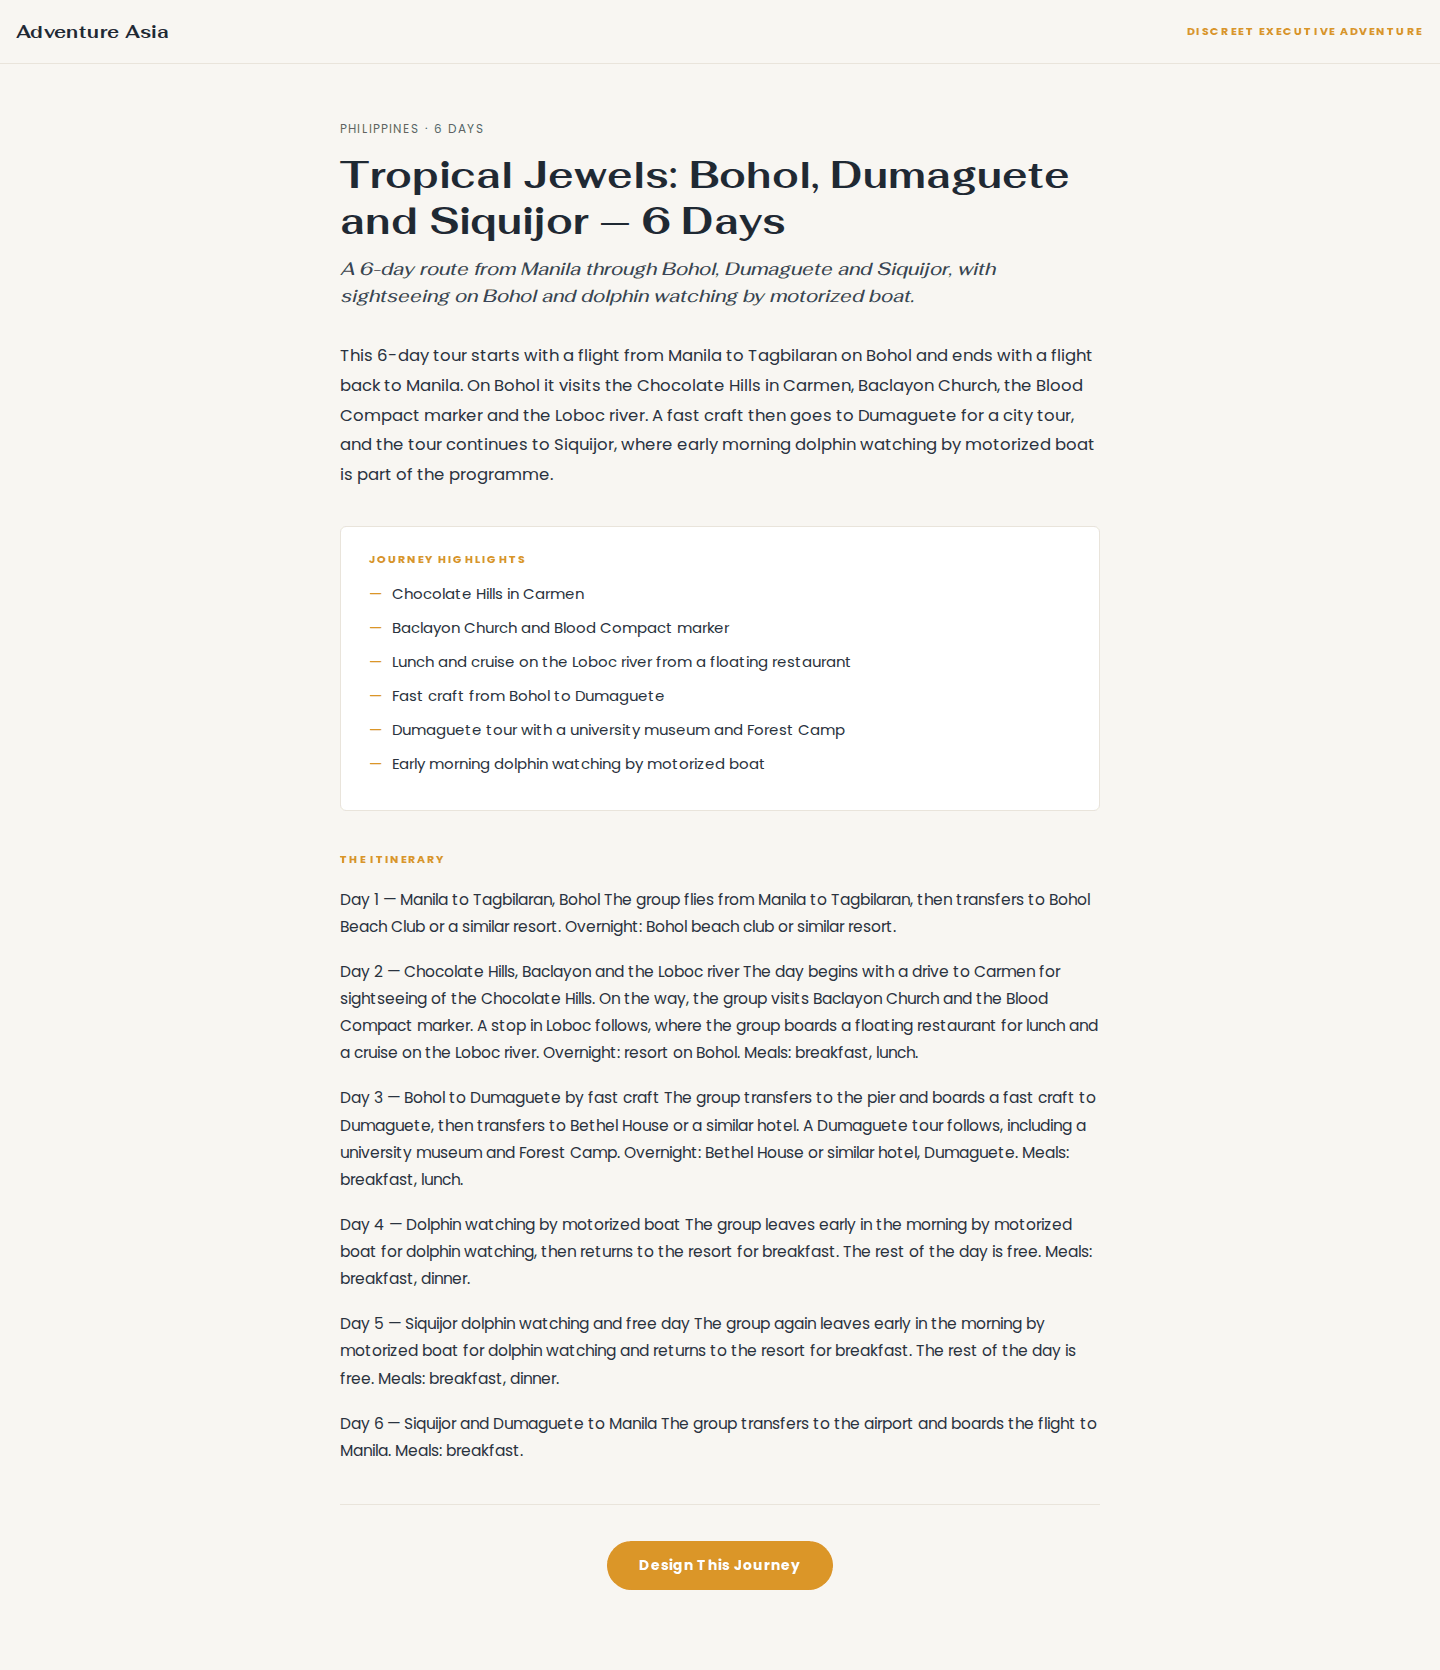 Adventure Asia
DISCREET EXECUTIVE ADVENTURE
PHILIPPINES · 6 DAYS
Tropical Jewels: Bohol, Dumaguete
and Siquijor — 6 Days
A 6-day route from Manila through Bohol, Dumaguete and Siquijor, with
sightseeing on Bohol and dolphin watching by motorized boat.
This 6-day tour starts with a flight from Manila to Tagbilaran on Bohol and ends with a flight
back to Manila. On Bohol it visits the Chocolate Hills in Carmen, Baclayon Church, the Blood
Compact marker and the Loboc river. A fast craft then goes to Dumaguete for a city tour,
and the tour continues to Siquijor, where early morning dolphin watching by motorized boat
is part of the programme.
JOURNEY HIGHLIGHTS
— Chocolate Hills in Carmen
— Baclayon Church and Blood Compact marker
— Lunch and cruise on the Loboc river from a floating restaurant
— Fast craft from Bohol to Dumaguete
— Dumaguete tour with a university museum and Forest Camp
— Early morning dolphin watching by motorized boat
THE ITINERARY
Day 1 — Manila to Tagbilaran, Bohol The group flies from Manila to Tagbilaran, then transfers to Bohol
Beach Club or a similar resort. Overnight: Bohol beach club or similar resort.
Day 2 — Chocolate Hills, Baclayon and the Loboc river The day begins with a drive to Carmen for
sightseeing of the Chocolate Hills. On the way, the group visits Baclayon Church and the Blood
Compact marker. A stop in Loboc follows, where the group boards a floating restaurant for lunch and
a cruise on the Loboc river. Overnight: resort on Bohol. Meals: breakfast, lunch.
Day 3 — Bohol to Dumaguete by fast craft The group transfers to the pier and boards a fast craft to
Dumaguete, then transfers to Bethel House or a similar hotel. A Dumaguete tour follows, including a
university museum and Forest Camp. Overnight: Bethel House or similar hotel, Dumaguete. Meals:
breakfast, lunch.
Day 4 — Dolphin watching by motorized boat The group leaves early in the morning by motorized
boat for dolphin watching, then returns to the resort for breakfast. The rest of the day is free. Meals:
breakfast, dinner.
Day 5 — Siquijor dolphin watching and free day The group again leaves early in the morning by
motorized boat for dolphin watching and returns to the resort for breakfast. The rest of the day is
free. Meals: breakfast, dinner.
Day 6 — Siquijor and Dumaguete to Manila The group transfers to the airport and boards the flight to
Manila. Meals: breakfast.
Design This Journey